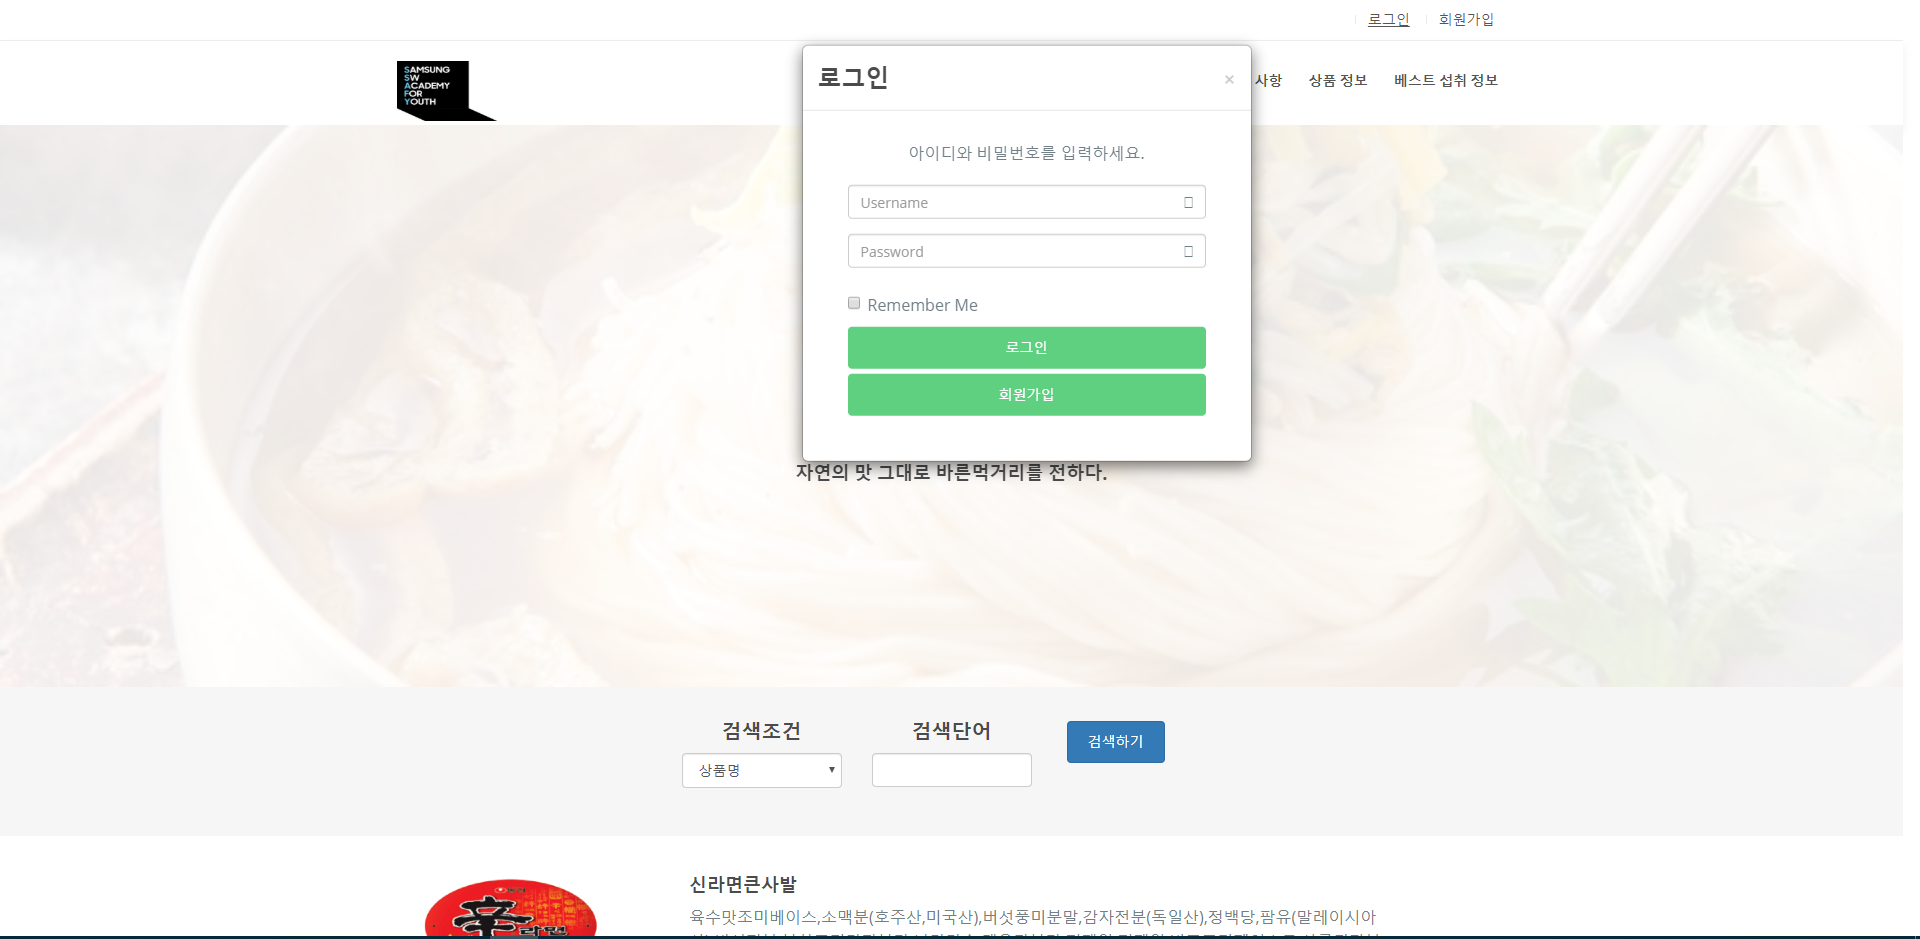 로그인 회원가입
SAMSUNG
SW
ACADEMY
FOR
YOUTH
사항 상품 정보 베스트 섭취 정보
로그인 ×
아이디와 비밀번호를 입력하세요.
Username
Password
Remember Me
로그인
회원가입
자연의 맛 그대로 바른먹거리를 전하다.
검색조건 검색단어 검색하기
상품명
신라면큰사발
육수맛조미베이스,소맥분(호주산,미국산),버섯풍미분말,감자전분(독일산),정백당,팜유(말레이시아
辛
라면